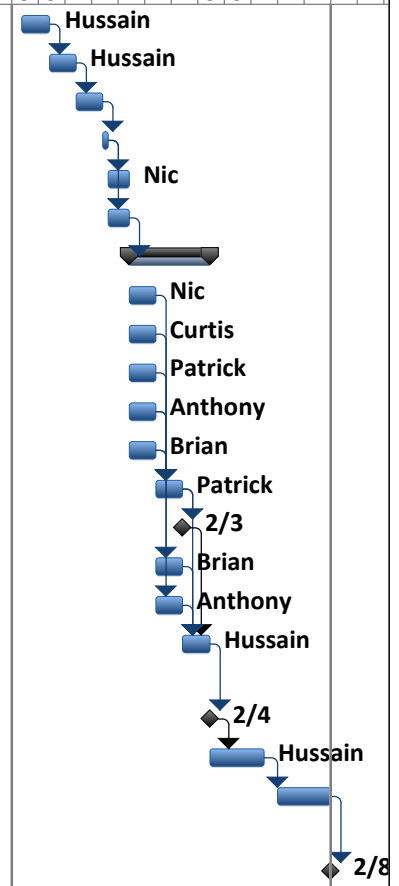 Hussain
Hussain
Nic
Nic
Curtis
Patrick
Anthony
Brian
Patrick
2/3
Brian
Anthony
Hussain
2/4
Hussain
2/8